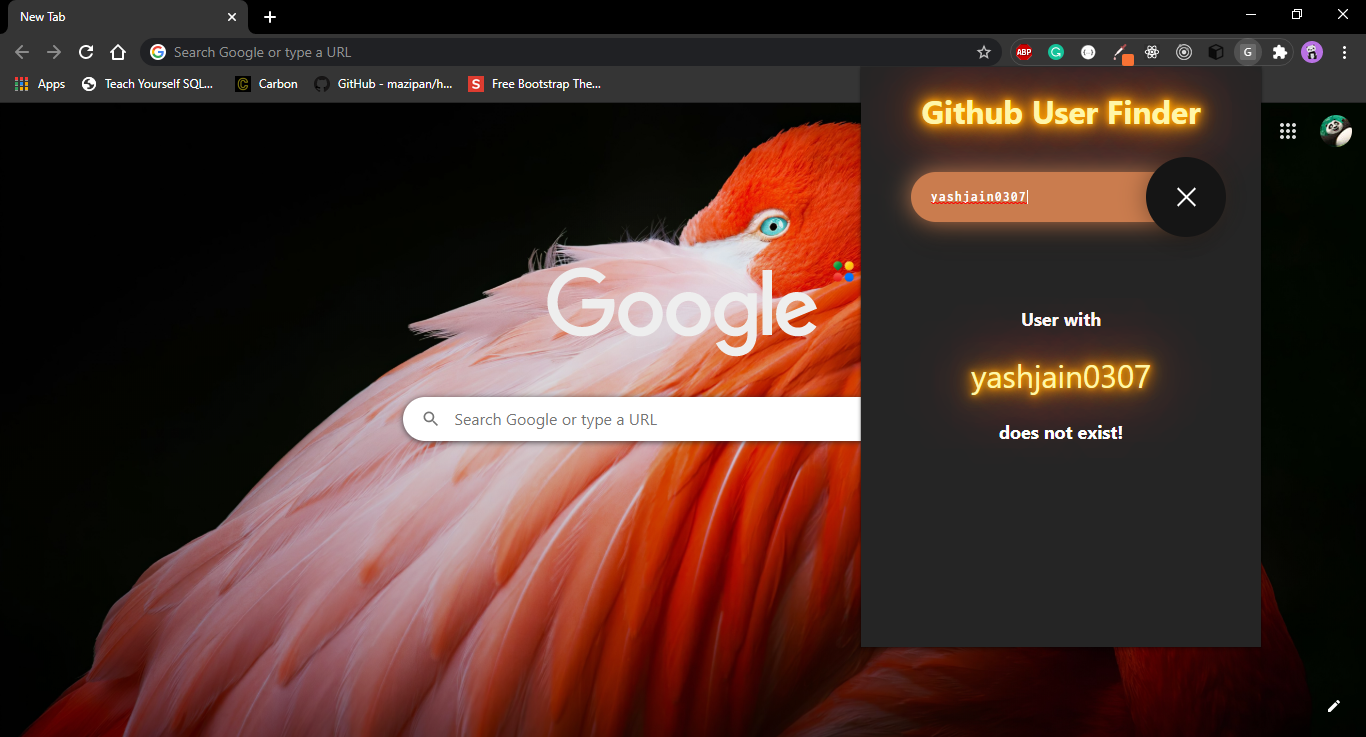 New Tab
Search Google or type a URL
ABP
G
G
Apps
Teach Yourself SQL...
C
Carbon
GitHub - mazipan/h...
S
Free Bootstrap The...
Github User Finder
yashjain0307
Google
Search Google or type a URL
User with
yashjain0307
does not exist!